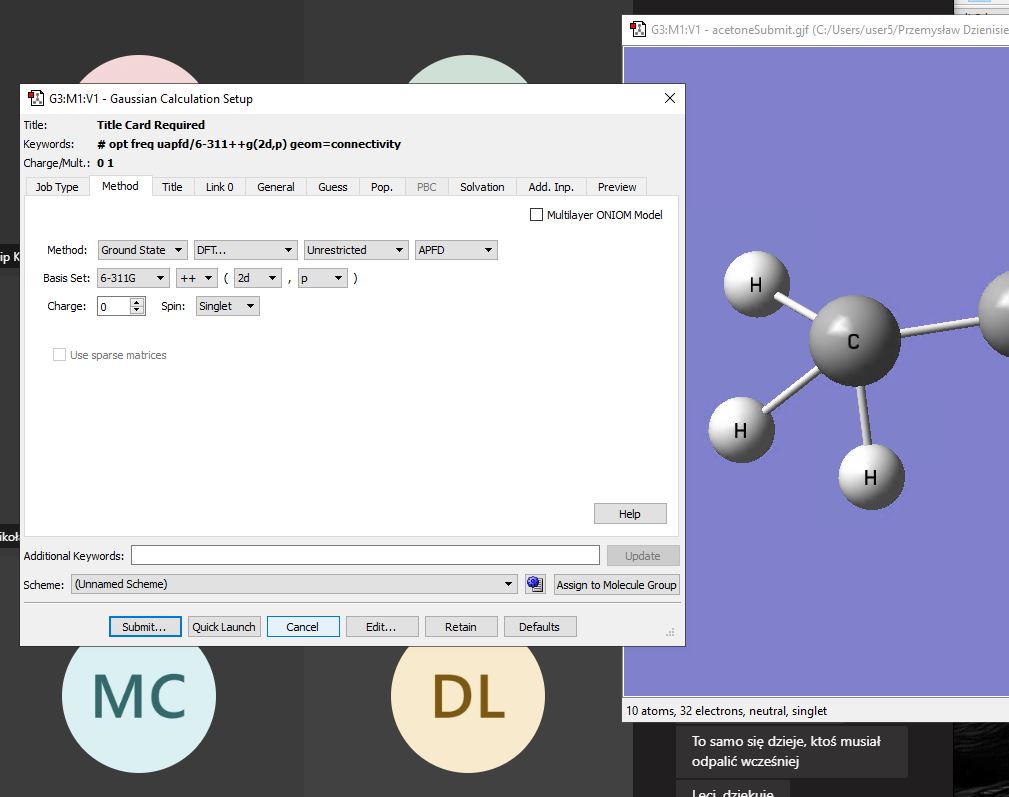 G3:M1:V1 - acetoneSubmit.gjf (C:/Users/user5/Przemysław Dzienisie
G3:M1:V1 - Gaussian Calculation Setup
Title: Title Card Required
Keywords: # opt freq uapfd/6-311++g(2d,p) geom=connectivity
Charge/Mult.: 0 1
Job Type Method Title Link 0 General Guess Pop. PBC Solvation Add. Inp. Preview
Multilayer ONIOM Model
Method: Ground State DFT... Unrestricted APFD
Basis Set: 6-311G ++ ( 2d , p )
Charge: 0 Spin: Singlet
Use sparse matrices
Help
Additional Keywords: Update
Scheme: (Unnamed Scheme) Assign to Molecule Group
Submit... Quick Launch Cancel Edit... Retain Defaults
H
C
H
H
ip K
ikoł
MC
DL
10 atoms, 32 electrons, neutral, singlet
To samo się dzieje, ktoś musiał
odpalić wcześniej
Leci, dziękuję